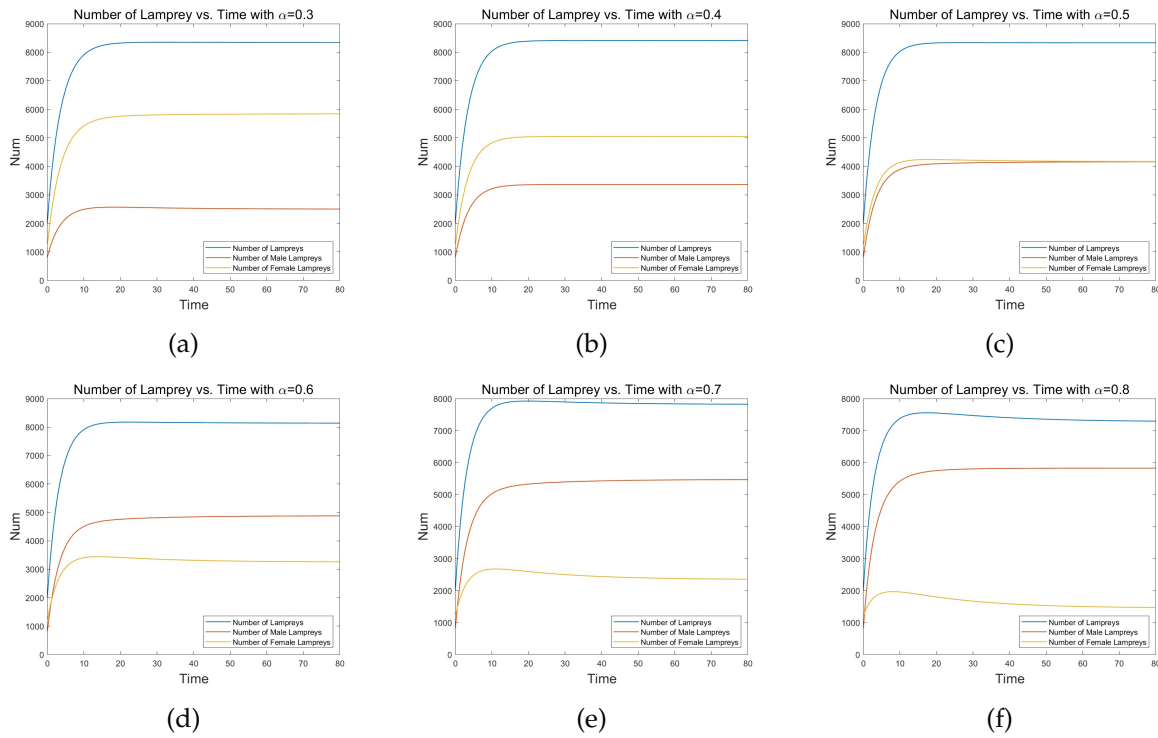 Number of Lamprey vs. Time with α=0.3
9000
8000
7000
6000
5000
4000
3000
2000
1000
0
Num
Number of Lampreys
Number of Male Lampreys
Number of Female Lampreys
0 10 20 30 40 50 60 70 80
Time
(a)
Number of Lamprey vs. Time with α=0.4
9000
8000
7000
6000
5000
4000
3000
2000
1000
0
Num
Number of Lampreys
Number of Male Lampreys
Number of Female Lampreys
0 10 20 30 40 50 60 70 80
Time
(b)
Number of Lamprey vs. Time with α=0.5
9000
8000
7000
6000
5000
4000
3000
2000
1000
0
Num
Number of Lampreys
Number of Male Lampreys
Number of Female Lampreys
0 10 20 30 40 50 60 70 80
Time
(c)
Number of Lamprey vs. Time with α=0.6
9000
8000
7000
6000
5000
4000
3000
2000
1000
0
Num
Number of Lampreys
Number of Male Lampreys
Number of Female Lampreys
0 10 20 30 40 50 60 70 80
Time
(d)
Number of Lamprey vs. Time with α=0.7
8000
7000
6000
5000
4000
3000
2000
1000
0
Num
Number of Lampreys
Number of Male Lampreys
Number of Female Lampreys
0 10 20 30 40 50 60 70 80
Time
(e)
Number of Lamprey vs. Time with α=0.8
8000
7000
6000
5000
4000
3000
2000
1000
0
Num
Number of Lampreys
Number of Male Lampreys
Number of Female Lampreys
0 10 20 30 40 50 60 70 80
Time
(f)